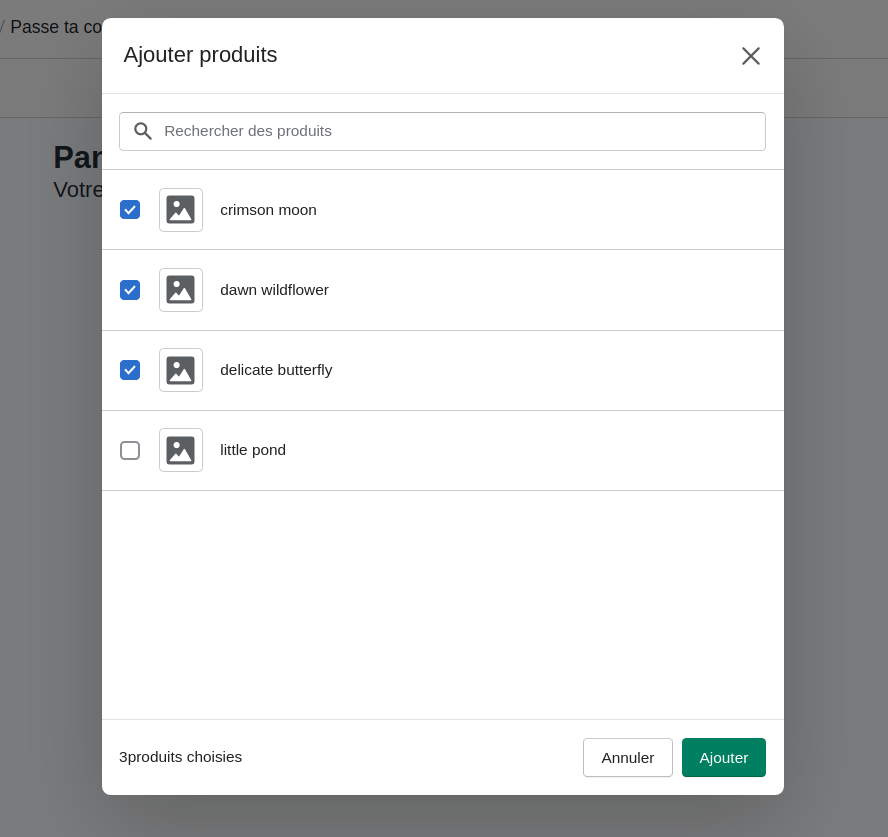 / Passe ta co
Ajouter produits
Rechercher des produits
Pan
Votre
crimson moon
dawn wildflower
delicate butterfly
little pond
3produits choisies
Annuler
Ajouter